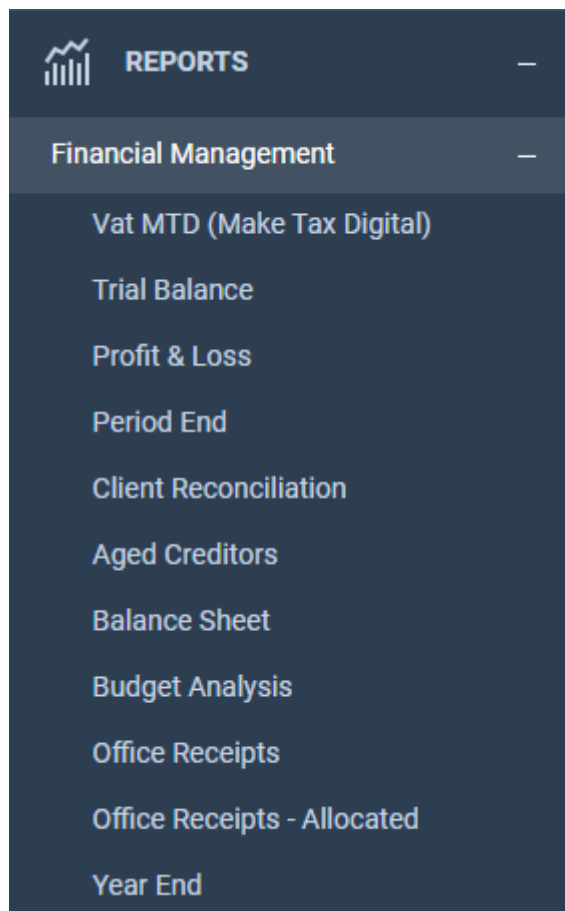 REPORTS
Financial Management
Vat MTD (Make Tax Digital)
Trial Balance
Profit & Loss
Period End
Client Reconciliation
Aged Creditors
Balance Sheet
Budget Analysis
Office Receipts
Office Receipts - Allocated
Year End